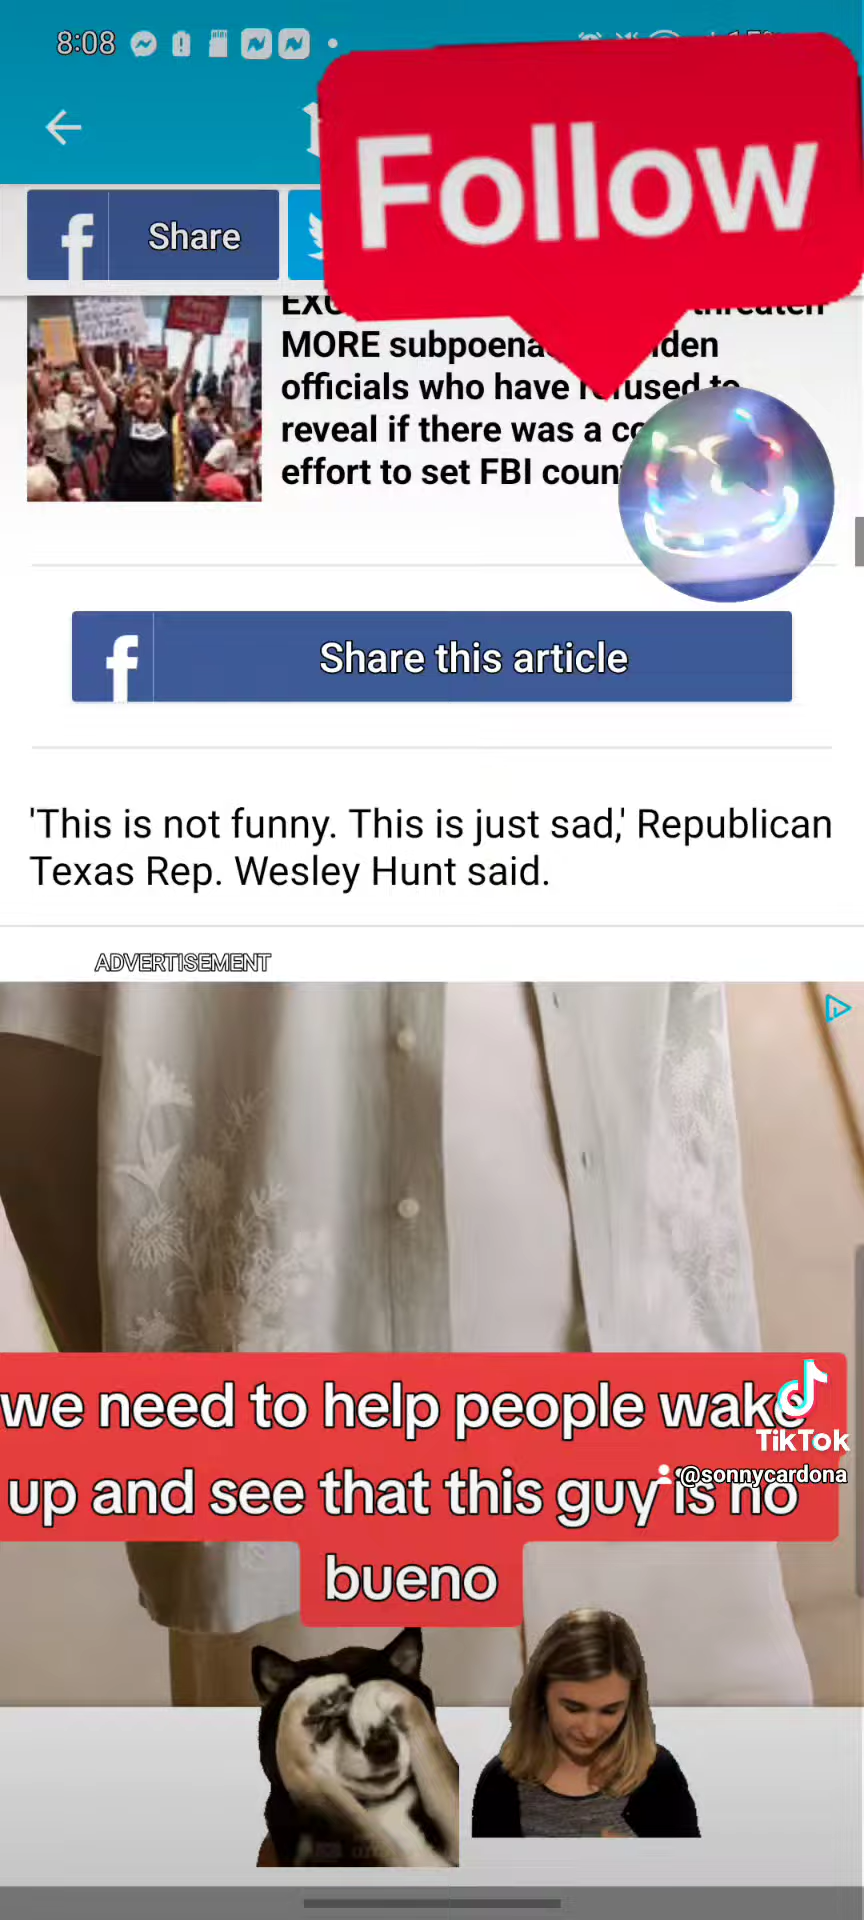 8:08
Follow
Share
MORE subpoena
officials who have refused to
reveal if there was a
effort to set FBI
Share this article
'This is not funny. This is just sad,' Republican
Texas Rep. Wesley Hunt said.
ADVERTISEMENT
we need to help people wake
TikTok
@sonnycardona
up and see that this guy is no
bueno